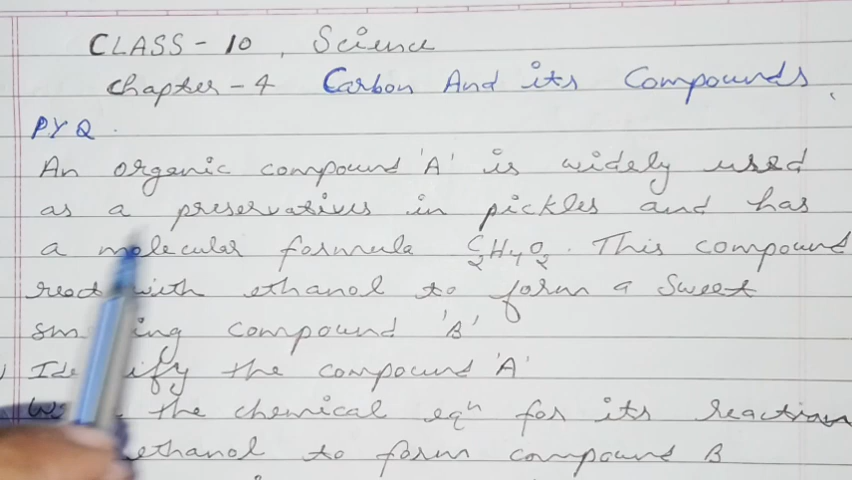 CLASS - 10 , Science
Chapter - 4 Carbon And its Compounds
PYQ.
An organic compound 'A' is widely used
as a preservatives in pickles and has
a molecular formula C2H4O2. This compound
with ethanol to form a sweet
compound 'B'
the compound 'A'
the chemical eqn for its reaction
ethanol to form compound B